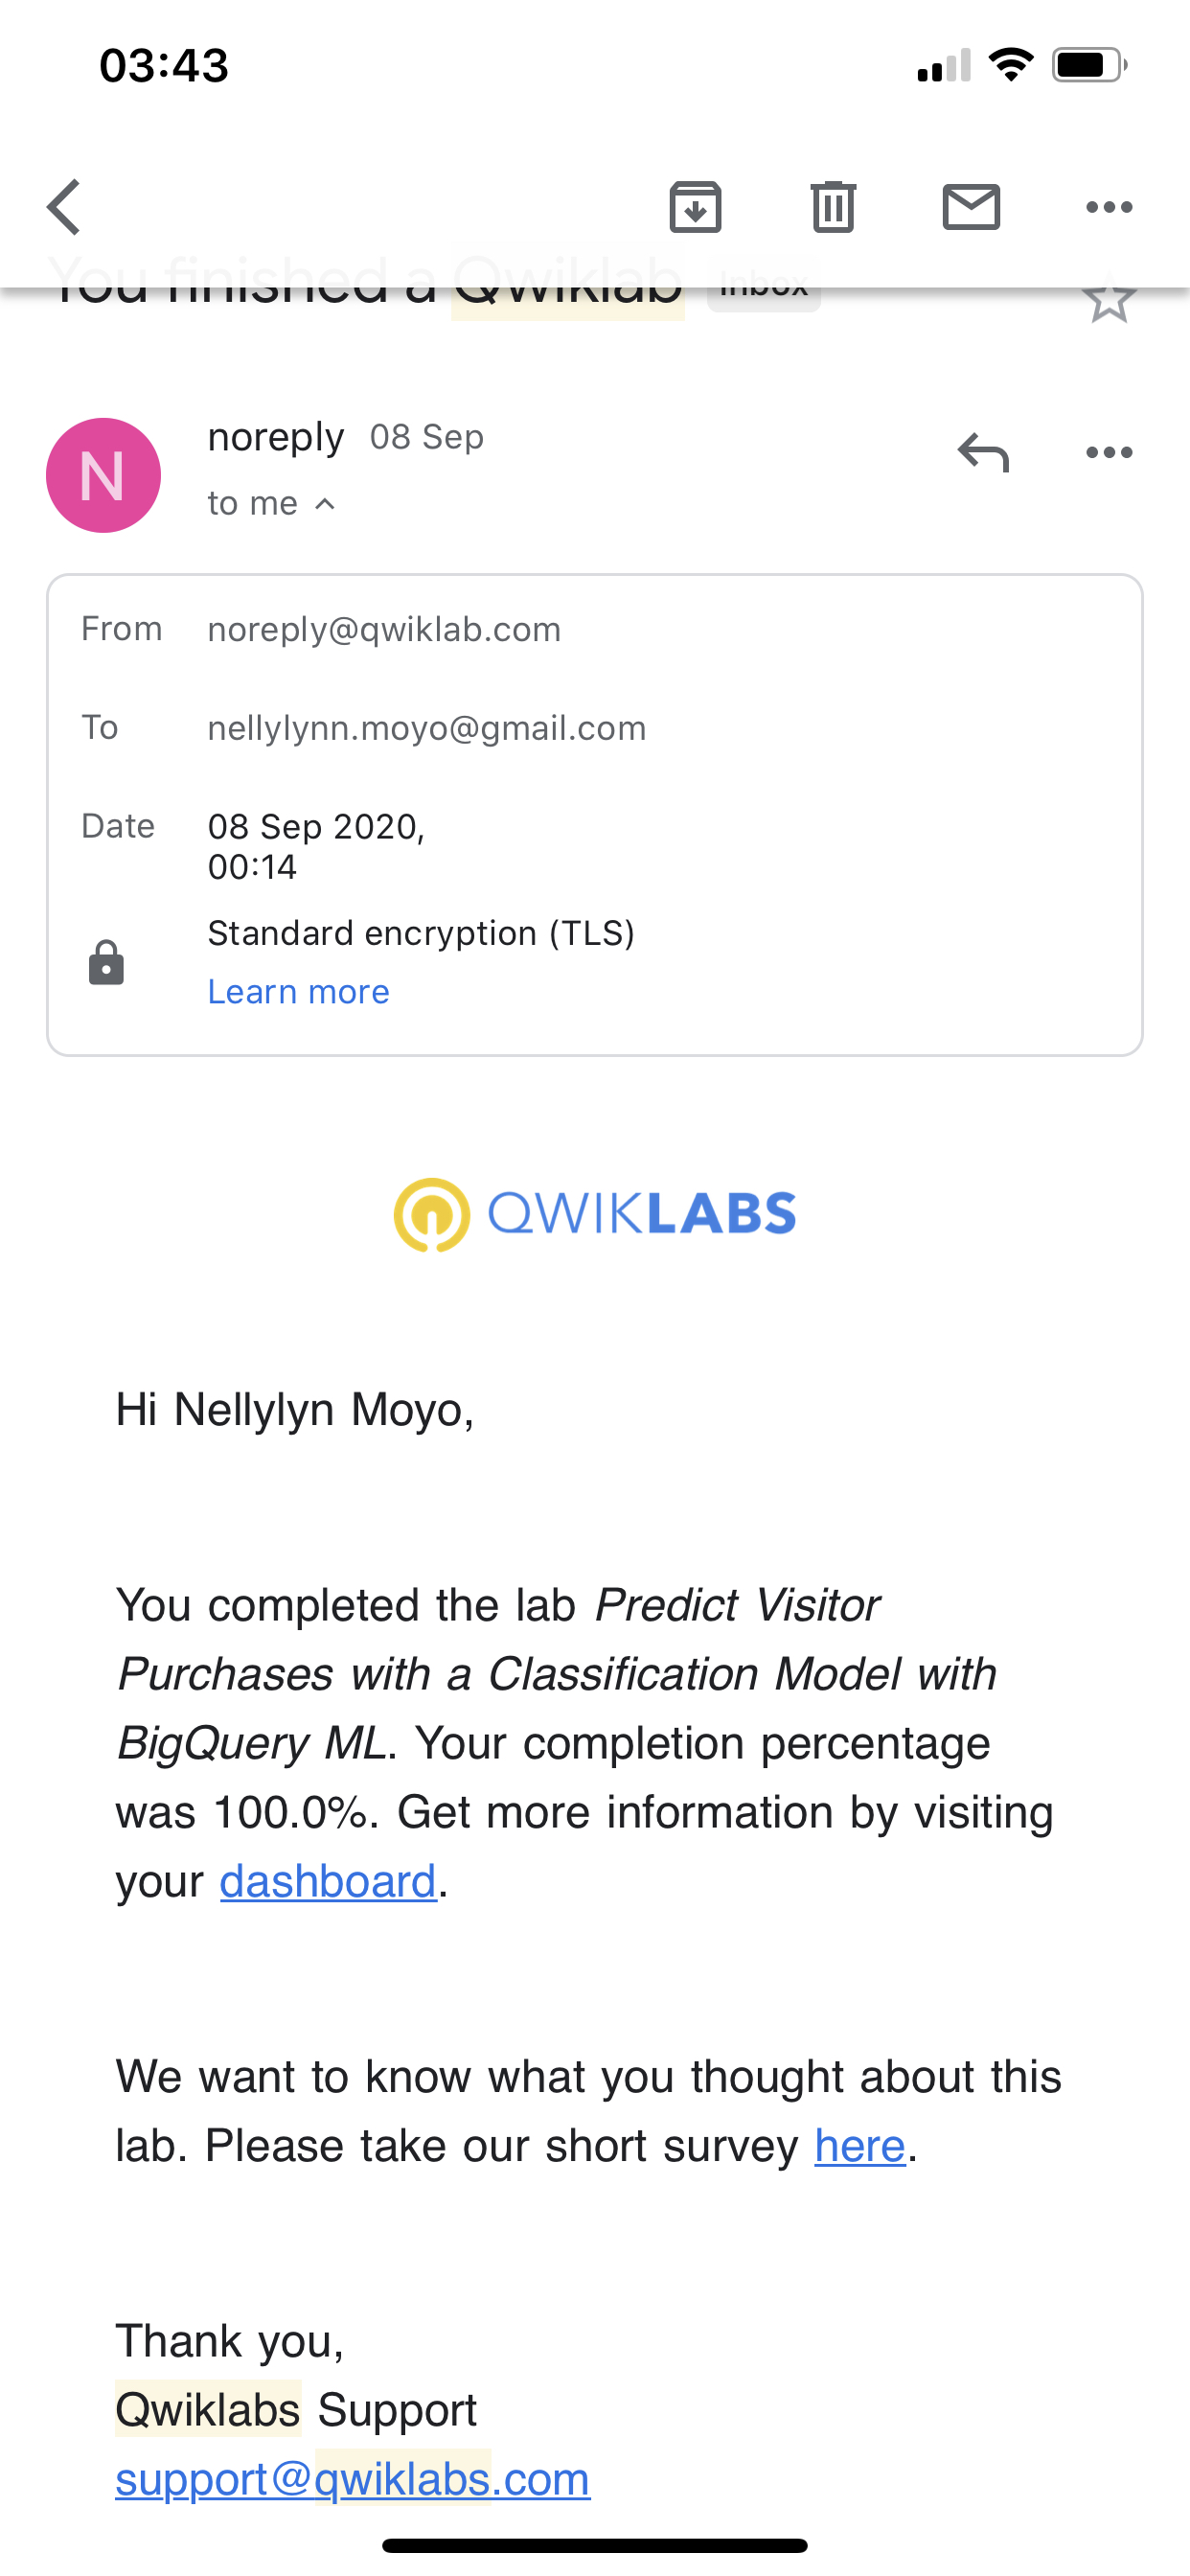 03:43
You finished a Qwiklab Inbox
N
noreply 08 Sep
to me
From noreply@qwiklab.com
To nellylynn.moyo@gmail.com
Date 08 Sep 2020,
00:14
Standard encryption (TLS)
Learn more
QWIKLABS
Hi Nellylyn Moyo,
You completed the lab Predict Visitor
Purchases with a Classification Model with
BigQuery ML. Your completion percentage
was 100.0%. Get more information by visiting
your dashboard.
We want to know what you thought about this
lab. Please take our short survey here.
Thank you,
Qwiklabs Support
support@qwiklabs.com